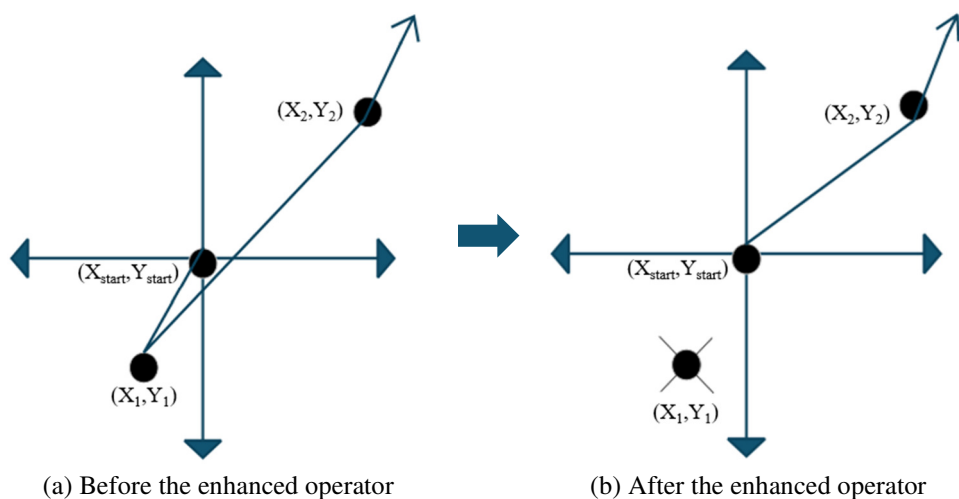 (X₂,Y₂)
(Xstart,Ystart)
(X₁,Y₁)
(a) Before the enhanced operator
(X₂,Y₂)
(Xstart,Ystart)
(X₁,Y₁)
(b) After the enhanced operator